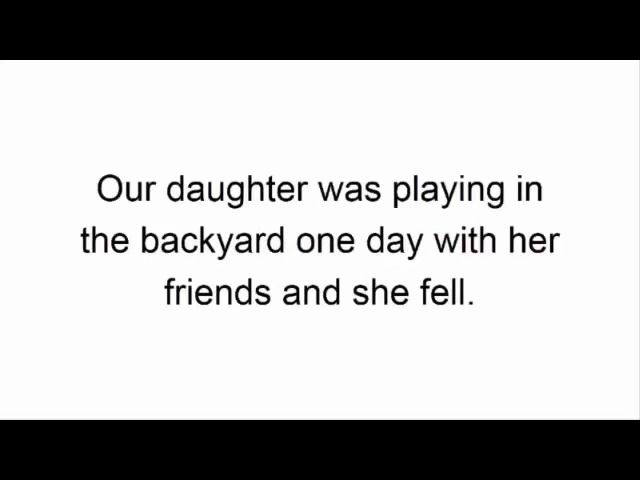 Our daughter was playing in
the backyard one day with her
friends and she fell.